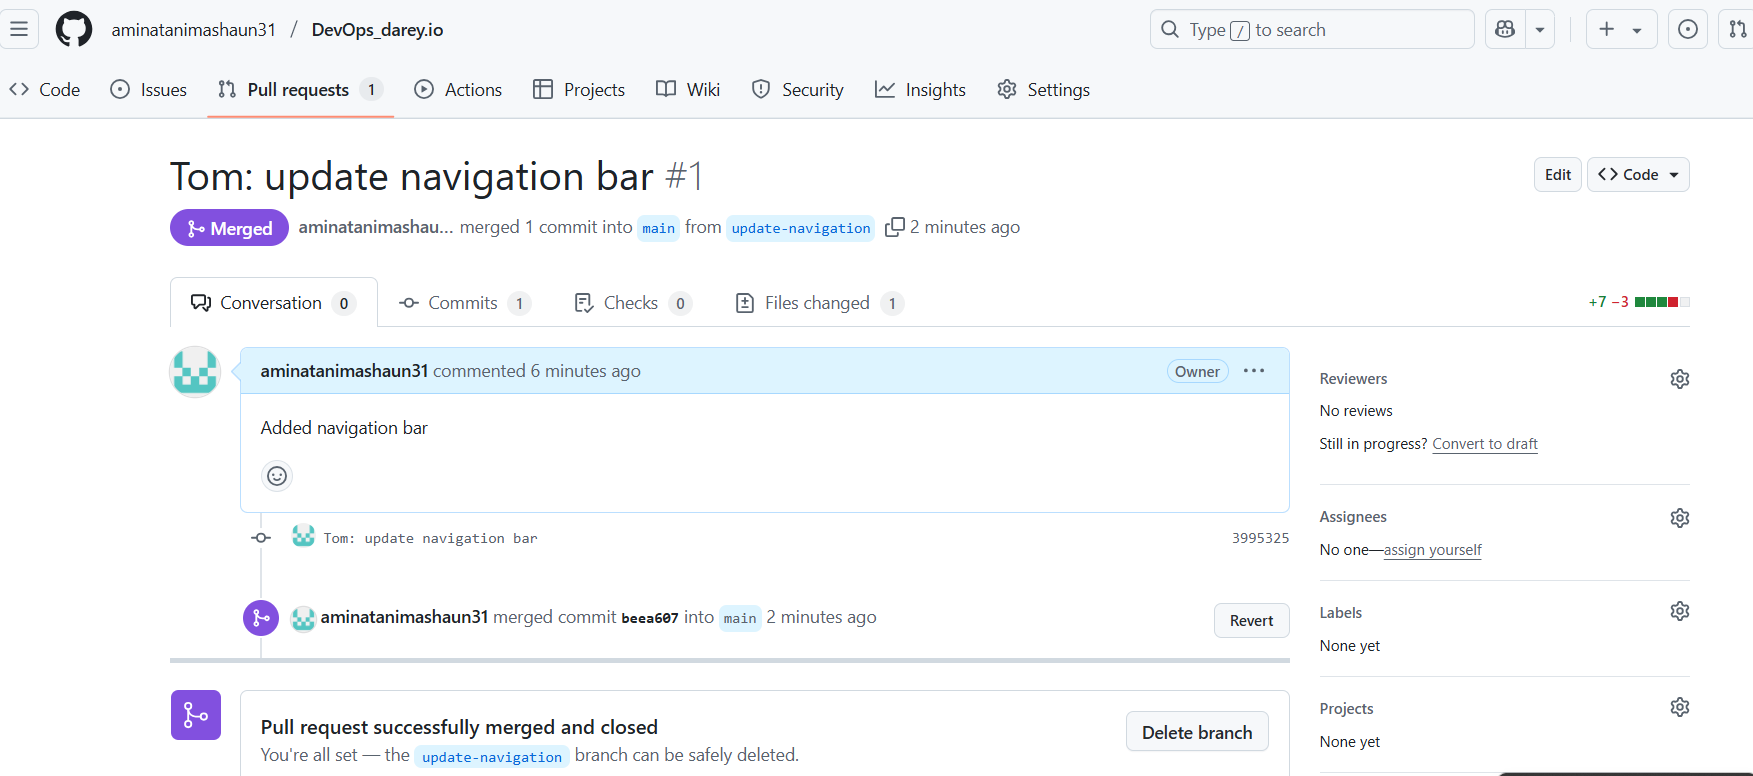 aminatanimashaun31 / DevOps_darey.io
Type / to search
Code Issues Pull requests 1 Actions Projects Wiki Security Insights Settings
Tom: update navigation bar #1
Edit
Code
Merged aminatanimashau... merged 1 commit into main from update-navigation 2 minutes ago
Conversation 0 Commits 1 Checks 0 Files changed 1
+7 −3
aminatanimashaun31 commented 6 minutes ago
Owner
Added navigation bar
Tom: update navigation bar
3995325
aminatanimashaun31 merged commit beea607 into main 2 minutes ago
Revert
Pull request successfully merged and closed
You're all set — the update-navigation branch can be safely deleted.
Delete branch
Reviewers
No reviews
Still in progress? Convert to draft
Assignees
No one—assign yourself
Labels
None yet
Projects
None yet